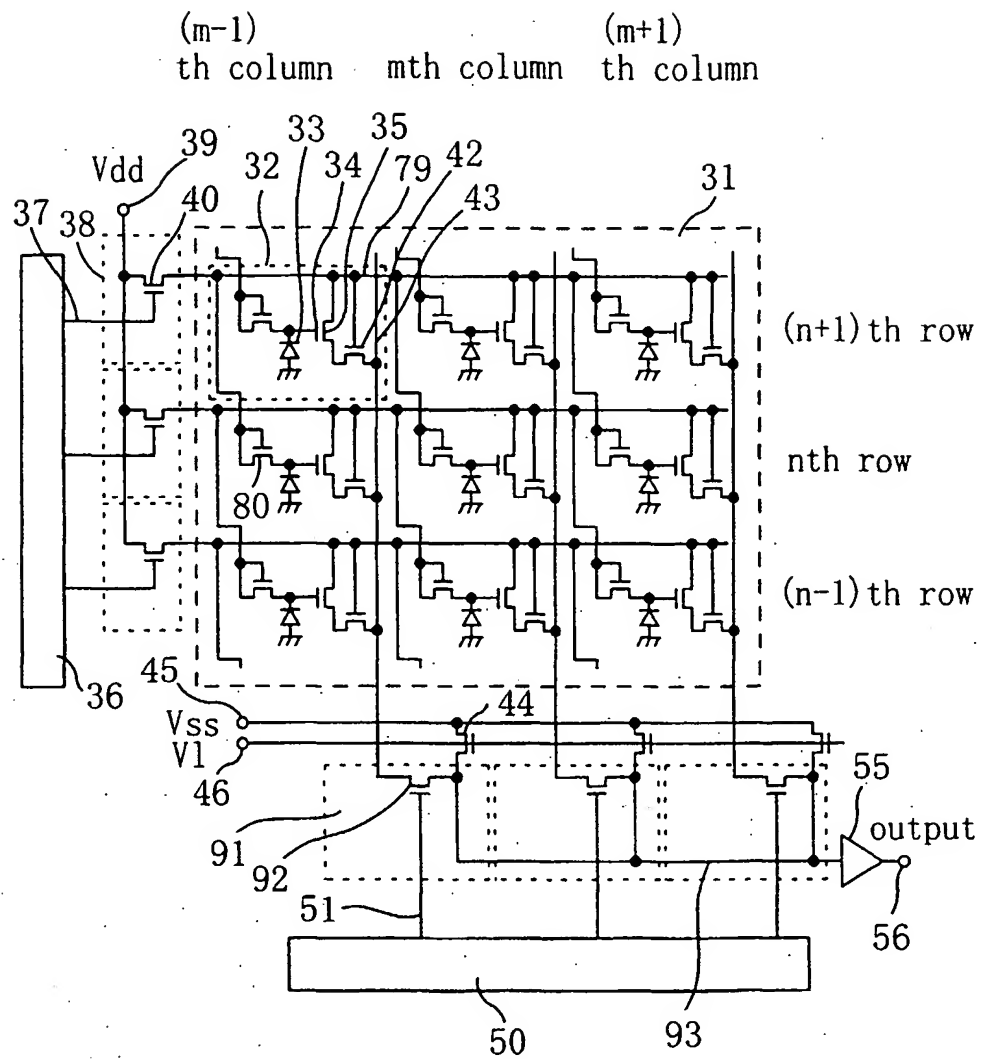 (m-1) (m+1)
th column mth column th column
33 35
39 32 34 79 42
Vdd 40 43 31
37 38
(n+1)th row
nth row
80
(n-1)th row
36
45
Vss 44
V1
46 55
91 output
92
51
56
50 93